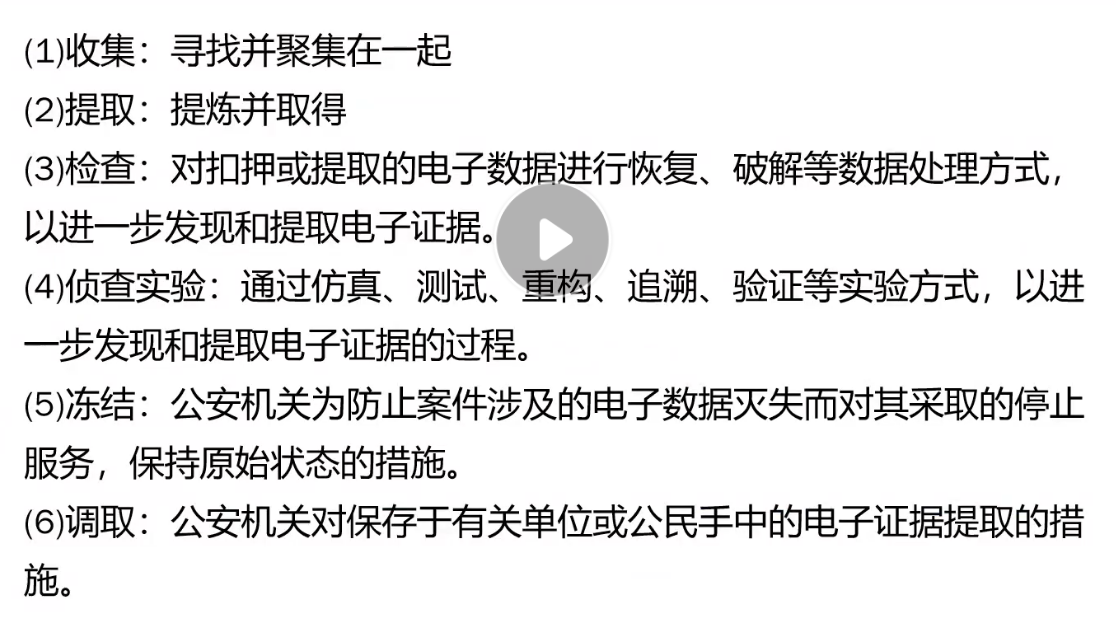 (1)收集：寻找并聚集在一起
(2)提取：提炼并取得
(3)检查：对扣押或提取的电子数据进行恢复、破解等数据处理方式，
以进一步发现和提取电子证据。
(4)侦查实验：通过仿真、测试、重构、追溯、验证等实验方式，以进
一步发现和提取电子证据的过程。
(5)冻结：公安机关为防止案件涉及的电子数据灭失而对其采取的停止
服务，保持原始状态的措施。
(6)调取：公安机关对保存于有关单位或公民手中的电子证据提取的措
施。